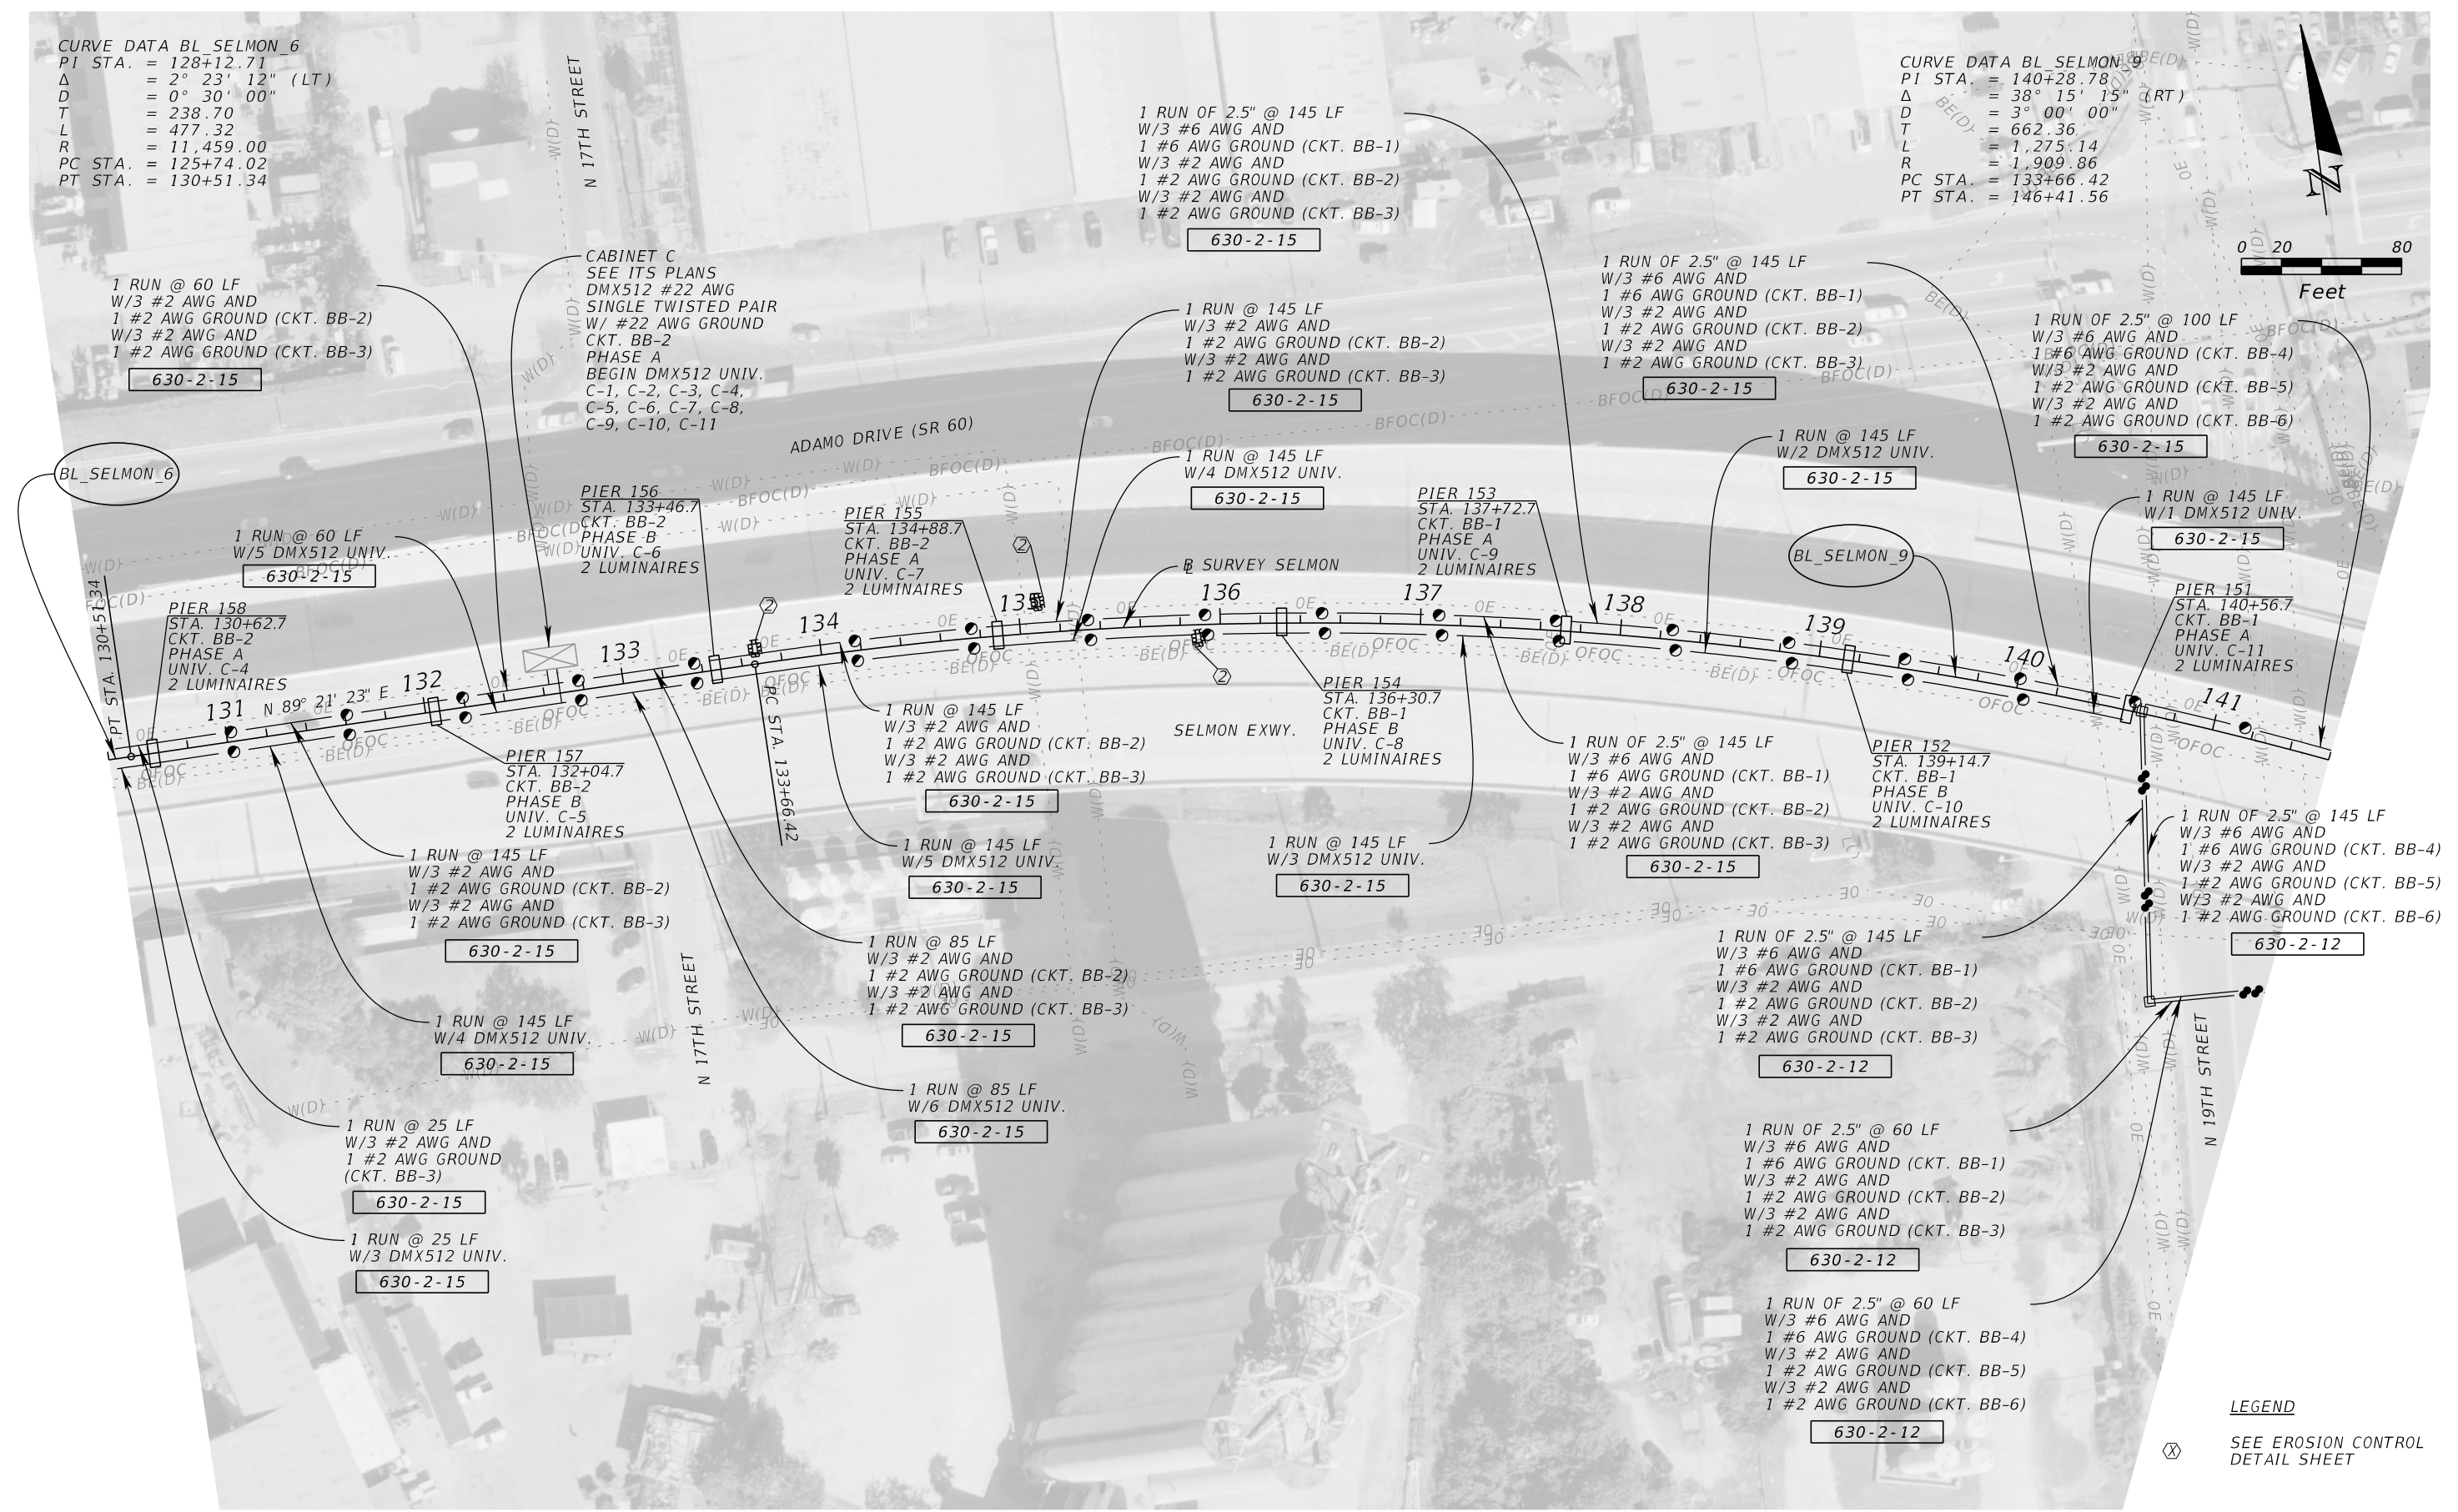 CURVE DATA BL_SELMON_6
PI STA. = 128+12.71
Δ = 2° 23' 12" (LT)
D = 0° 30' 00"
T = 238.70
L = 477.32
R = 11,459.00
PC STA. = 125+74.02
PT STA. = 130+51.34
N 17TH STREET
CURVE DATA BL_SELMON_9
PI STA. = 140+28.78
Δ = 38° 15' 15" (RT)
D = 3° 00' 00"
T = 662.36
L = 1,275.14
R = 1,909.86
PC STA. = 133+66.42
PT STA. = 146+41.56
N
0 20 80
Feet
1 RUN OF 2.5" @ 145 LF
W/3 #6 AWG AND
1 #6 AWG GROUND (CKT. BB-1)
W/3 #2 AWG AND
1 #2 AWG GROUND (CKT. BB-2)
W/3 #2 AWG AND
1 #2 AWG GROUND (CKT. BB-3)
630-2-15
1 RUN @ 60 LF
W/3 #2 AWG AND
1 #2 AWG GROUND (CKT. BB-2)
W/3 #2 AWG AND
1 #2 AWG GROUND (CKT. BB-3)
630-2-15
CABINET C
SEE ITS PLANS
DMX512 #22 AWG
SINGLE TWISTED PAIR
W/ #22 AWG GROUND
CKT. BB-2
PHASE A
BEGIN DMX512 UNIV.
C-1, C-2, C-3, C-4,
C-5, C-6, C-7, C-8,
C-9, C-10, C-11
1 RUN @ 145 LF
W/3 #2 AWG AND
1 #2 AWG GROUND (CKT. BB-2)
W/3 #2 AWG AND
1 #2 AWG GROUND (CKT. BB-3)
630-2-15
1 RUN OF 2.5" @ 145 LF
W/3 #6 AWG AND
1 #6 AWG GROUND (CKT. BB-1)
W/3 #2 AWG AND
1 #2 AWG GROUND (CKT. BB-2)
W/3 #2 AWG AND
1 #2 AWG GROUND (CKT. BB-3)
630-2-15
1 RUN OF 2.5" @ 100 LF
W/3 #6 AWG AND
1 #6 AWG GROUND (CKT. BB-4)
W/3 #2 AWG AND
1 #2 AWG GROUND (CKT. BB-5)
W/3 #2 AWG AND
1 #2 AWG GROUND (CKT. BB-6)
630-2-15
ADAMO DRIVE (SR 60)
BL_SELMON_6
1 RUN @ 60 LF
W/5 DMX512 UNIV.
630-2-15
PIER 156
STA. 133+46.7
CKT. BB-2
PHASE B
UNIV. C-6
2 LUMINAIRES
PIER 155
STA. 134+88.7
CKT. BB-2
PHASE A
UNIV. C-7
2 LUMINAIRES
1 RUN @ 145 LF
W/4 DMX512 UNIV.
630-2-15
PIER 153
STA. 137+72.7
CKT. BB-1
PHASE A
UNIV. C-9
2 LUMINAIRES
1 RUN @ 145 LF
W/2 DMX512 UNIV.
630-2-15
BL_SELMON_9
1 RUN @ 145 LF
W/1 DMX512 UNIV.
630-2-15
PIER 151
STA. 140+56.7
CKT. BB-1
PHASE A
UNIV. C-11
2 LUMINAIRES
PIER 158
STA. 130+62.7
CKT. BB-2
PHASE A
UNIV. C-4
2 LUMINAIRES
PT STA. 130+51.34
N 89° 21' 23" E
B SURVEY SELMON
2
2
2
131
132
133
134
135
136
137
138
139
140
141
PC STA. 133+66.42
SELMON EXWY.
PIER 157
STA. 132+04.7
CKT. BB-2
PHASE B
UNIV. C-5
2 LUMINAIRES
PIER 154
STA. 136+30.7
CKT. BB-1
PHASE B
UNIV. C-8
2 LUMINAIRES
PIER 152
STA. 139+14.7
CKT. BB-1
PHASE B
UNIV. C-10
2 LUMINAIRES
1 RUN @ 145 LF
W/3 #2 AWG AND
1 #2 AWG GROUND (CKT. BB-2)
W/3 #2 AWG AND
1 #2 AWG GROUND (CKT. BB-3)
630-2-15
1 RUN OF 2.5" @ 145 LF
W/3 #6 AWG AND
1 #6 AWG GROUND (CKT. BB-1)
W/3 #2 AWG AND
1 #2 AWG GROUND (CKT. BB-2)
W/3 #2 AWG AND
1 #2 AWG GROUND (CKT. BB-3)
630-2-15
1 RUN @ 145 LF
W/3 #2 AWG AND
1 #2 AWG GROUND (CKT. BB-2)
W/3 #2 AWG AND
1 #2 AWG GROUND (CKT. BB-3)
630-2-15
1 RUN @ 145 LF
W/5 DMX512 UNIV.
630-2-15
1 RUN @ 145 LF
W/3 DMX512 UNIV.
630-2-15
1 RUN OF 2.5" @ 145 LF
W/3 #6 AWG AND
1 #6 AWG GROUND (CKT. BB-4)
W/3 #2 AWG AND
1 #2 AWG GROUND (CKT. BB-5)
W/3 #2 AWG AND
1 #2 AWG GROUND (CKT. BB-6)
630-2-12
1 RUN @ 85 LF
W/3 #2 AWG AND
1 #2 AWG GROUND (CKT. BB-2)
W/3 #2 AWG AND
1 #2 AWG GROUND (CKT. BB-3)
630-2-15
1 RUN OF 2.5" @ 145 LF
W/3 #6 AWG AND
1 #6 AWG GROUND (CKT. BB-1)
W/3 #2 AWG AND
1 #2 AWG GROUND (CKT. BB-2)
W/3 #2 AWG AND
1 #2 AWG GROUND (CKT. BB-3)
630-2-12
N 17TH STREET
1 RUN @ 145 LF
W/4 DMX512 UNIV.
630-2-15
N 19TH STREET
1 RUN @ 85 LF
W/6 DMX512 UNIV.
630-2-15
1 RUN @ 25 LF
W/3 #2 AWG AND
1 #2 AWG GROUND
(CKT. BB-3)
630-2-15
1 RUN OF 2.5" @ 60 LF
W/3 #6 AWG AND
1 #6 AWG GROUND (CKT. BB-1)
W/3 #2 AWG AND
1 #2 AWG GROUND (CKT. BB-2)
W/3 #2 AWG AND
1 #2 AWG GROUND (CKT. BB-3)
630-2-12
1 RUN @ 25 LF
W/3 DMX512 UNIV.
630-2-15
1 RUN OF 2.5" @ 60 LF
W/3 #6 AWG AND
1 #6 AWG GROUND (CKT. BB-4)
W/3 #2 AWG AND
1 #2 AWG GROUND (CKT. BB-5)
W/3 #2 AWG AND
1 #2 AWG GROUND (CKT. BB-6)
630-2-12
LEGEND
X SEE EROSION CONTROL
DETAIL SHEET